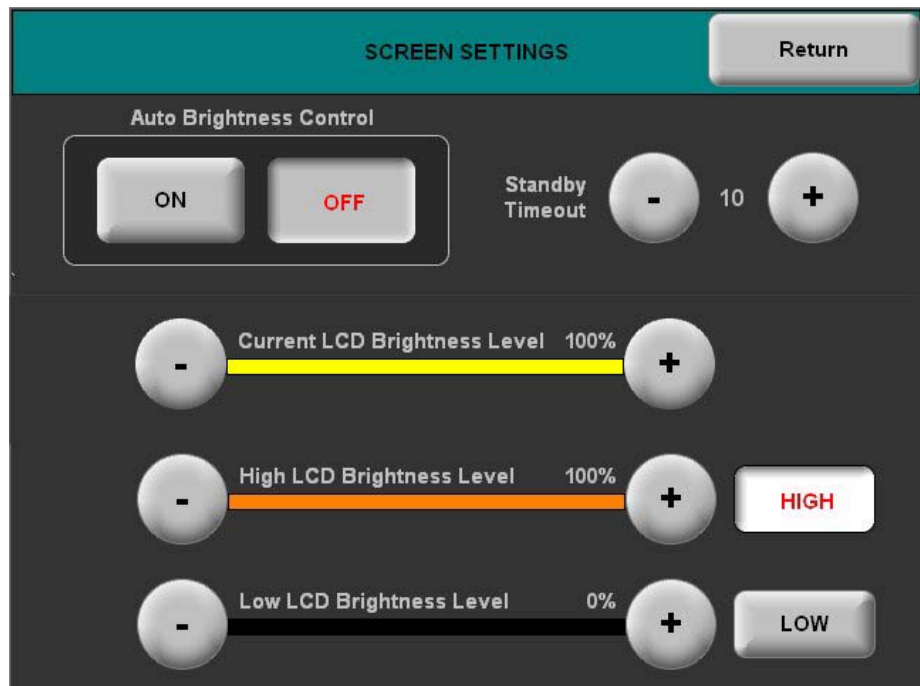 SCREEN SETTINGS
Return
Auto Brightness Control
ON
OFF
Standby
Timeout
-
10
+
Current LCD Brightness Level 100%
-
+
High LCD Brightness Level 100%
-
+
HIGH
Low LCD Brightness Level 0%
-
+
LOW